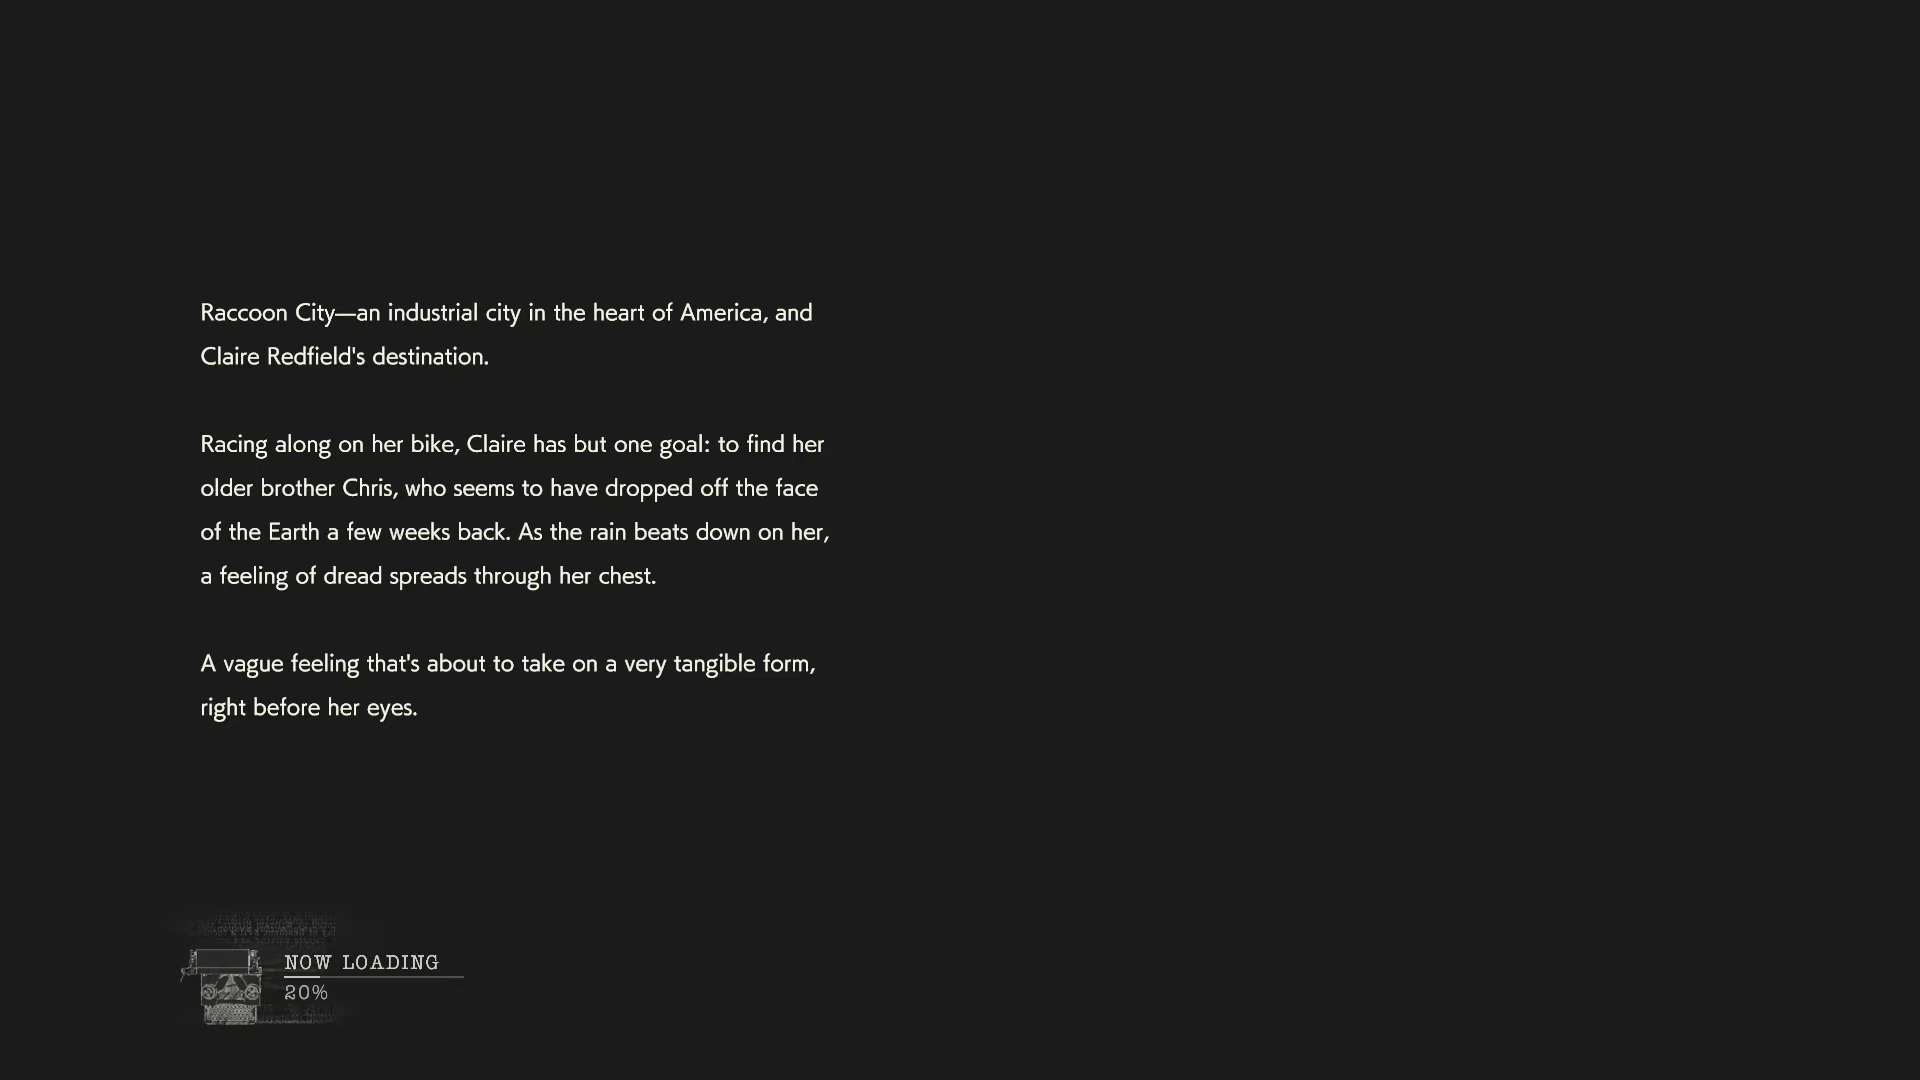 Raccoon City—an industrial city in the heart of America, and
Claire Redfield's destination.
Racing along on her bike, Claire has but one goal: to find her
older brother Chris, who seems to have dropped off the face
of the Earth a few weeks back. As the rain beats down on her,
a feeling of dread spreads through her chest.
A vague feeling that's about to take on a very tangible form,
right before her eyes.
NOW LOADING
20%